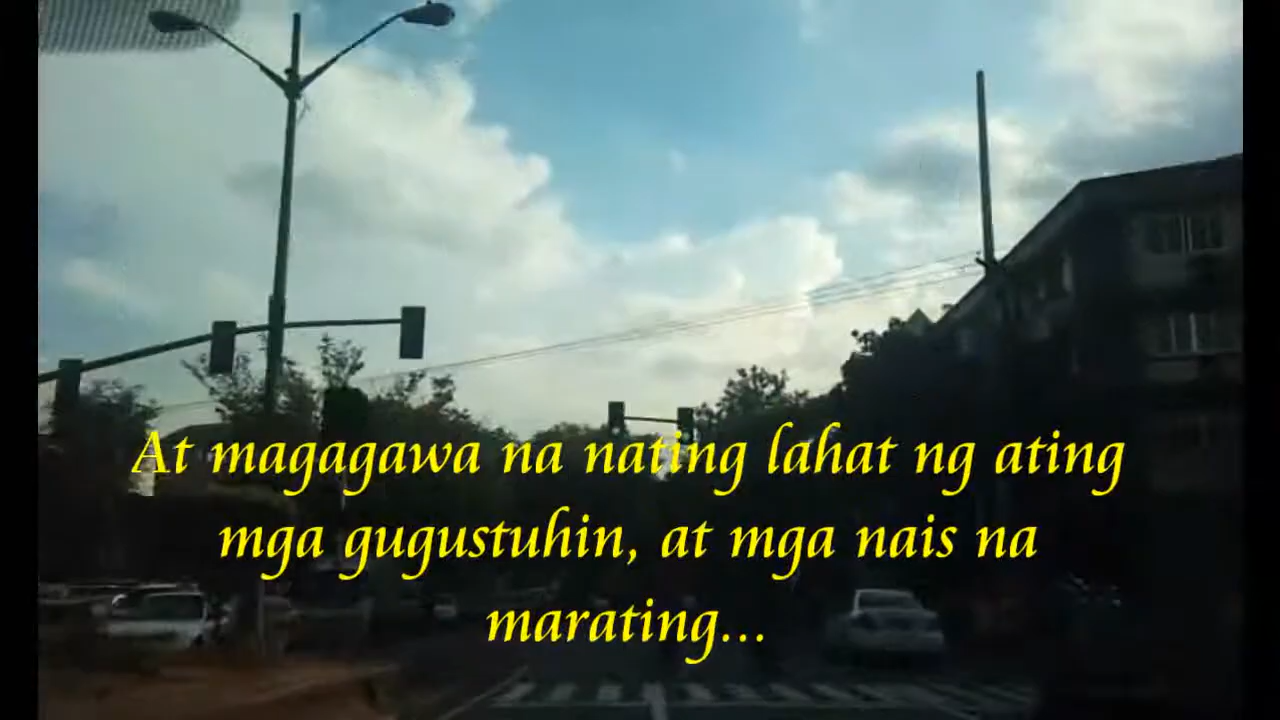 At magagawa na nating lahat ng ating
mga gugustuhin, at mga nais na
marating...